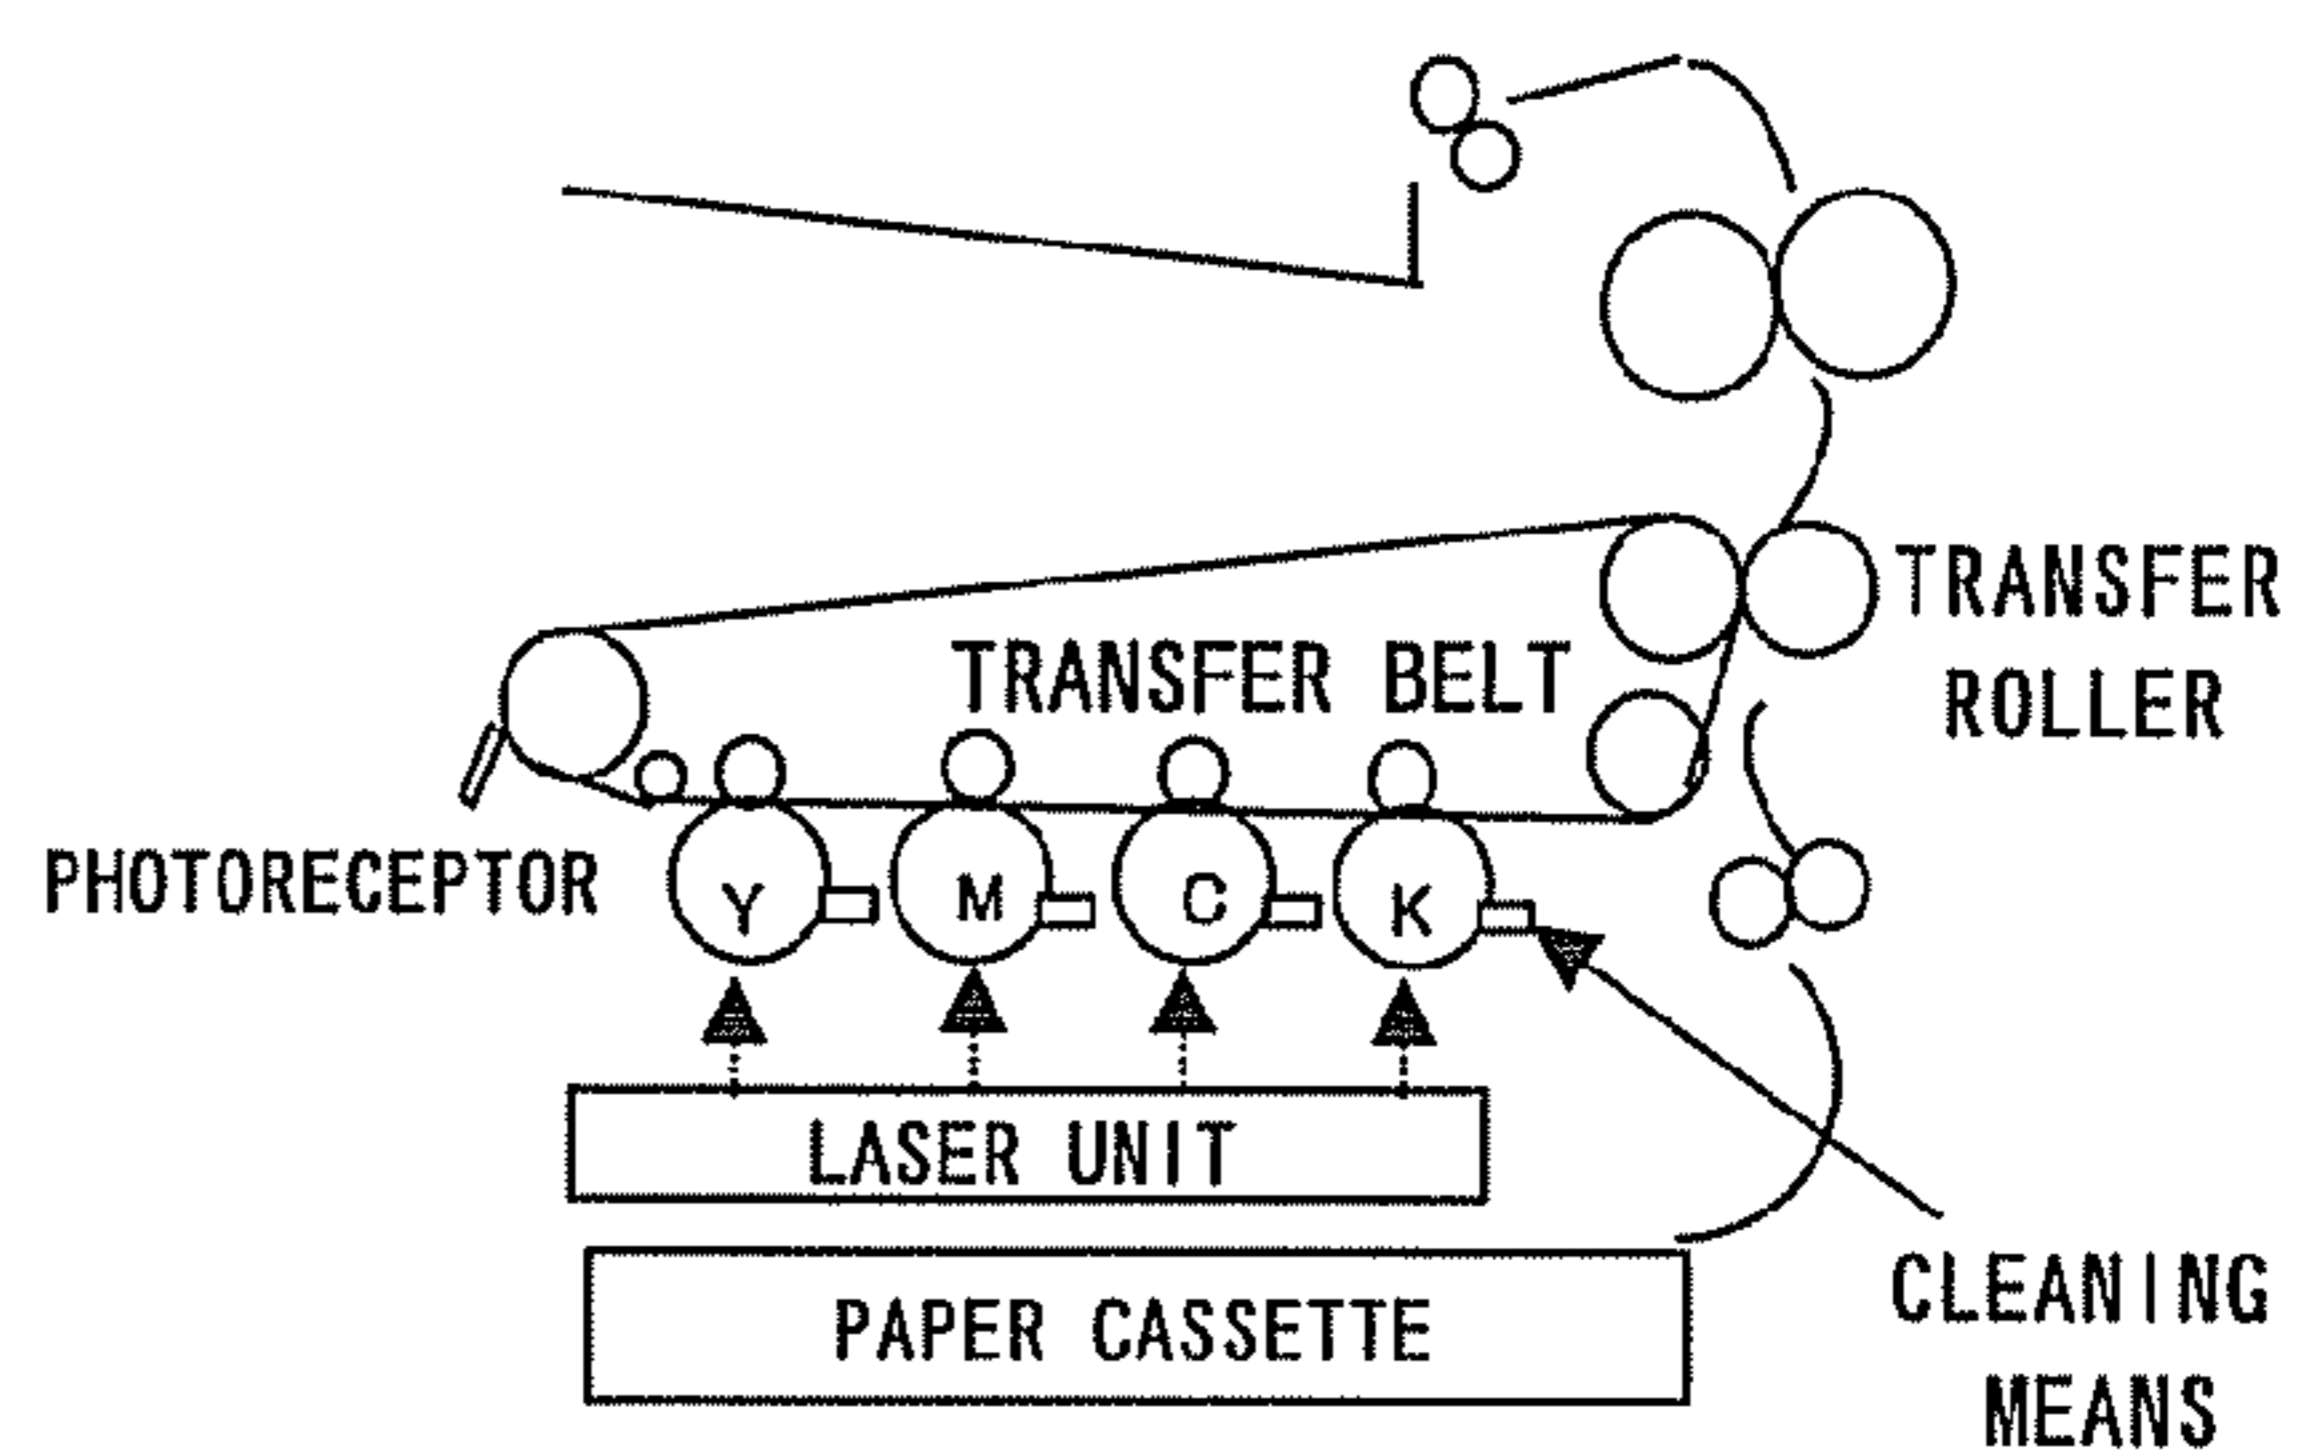 TRANSFER
ROLLER
TRANSFER BELT
PHOTORECEPTOR
Y M C K
LASER UNIT
PAPER CASSETTE
CLEANING
MEANS